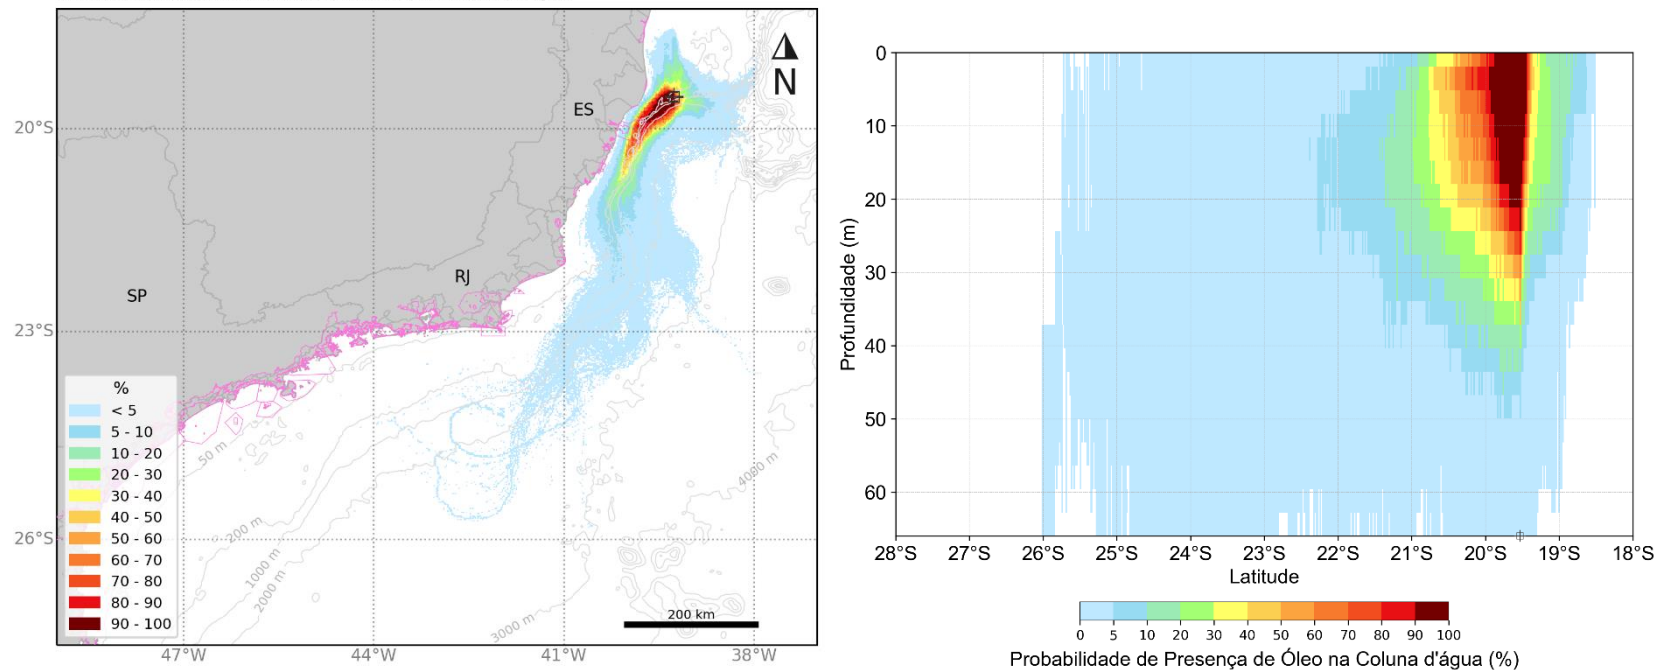 N
ES
RJ
SP
20°S
23°S
26°S
47°W
44°W
41°W
38°W
%
< 5
5 - 10
10 - 20
20 - 30
30 - 40
40 - 50
50 - 60
60 - 70
70 - 80
80 - 90
90 - 100
50 m
200 m
1000 m
2000 m
3000 m
4000 m
200 km
Profundidade (m)
0
10
20
30
40
50
60
28°S 27°S 26°S 25°S 24°S 23°S 22°S 21°S 20°S 19°S 18°S
Latitude
0 5 10 20 30 40 50 60 70 80 90 100
Probabilidade de Presença de Óleo na Coluna d'água (%)